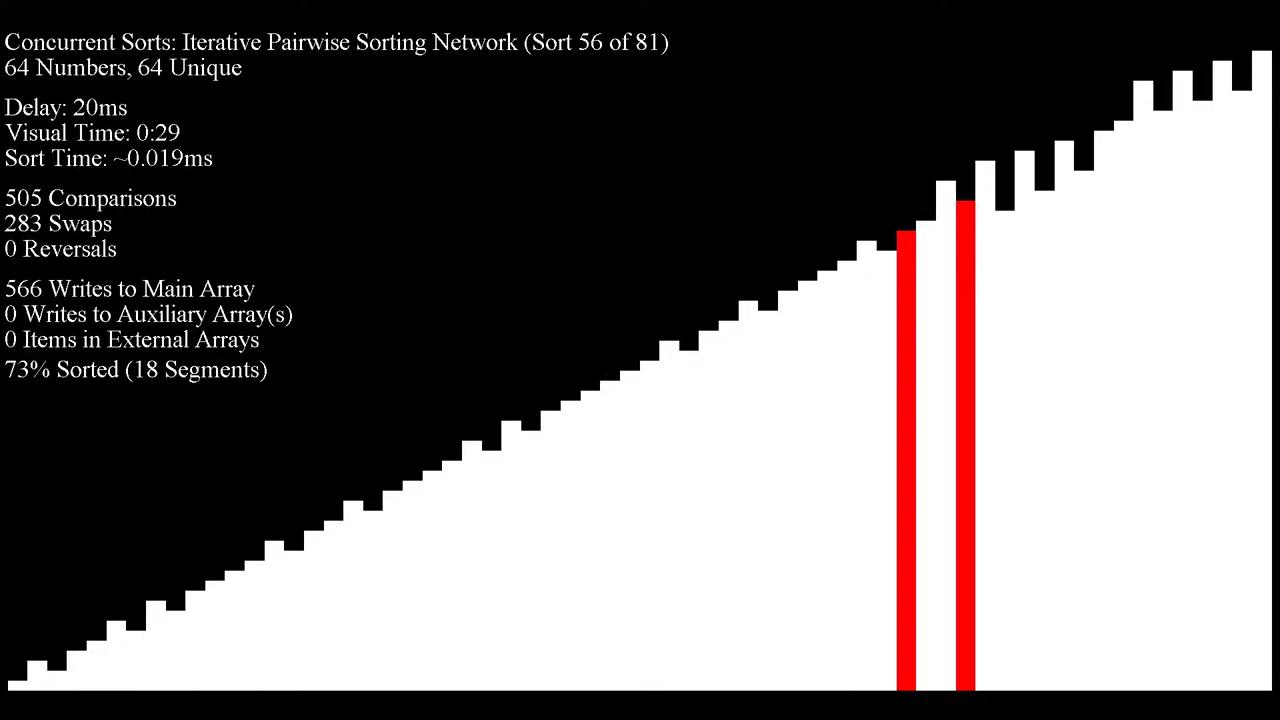 Concurrent Sorts: Iterative Pairwise Sorting Network (Sort 56 of 81)
64 Numbers, 64 Unique
Delay: 20ms
Visual Time: 0:29
Sort Time: ~0.019ms
505 Comparisons
283 Swaps
0 Reversals
566 Writes to Main Array
0 Writes to Auxiliary Array(s)
0 Items in External Arrays
73% Sorted (18 Segments)